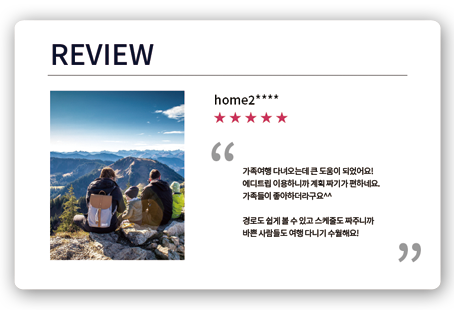 REVIEW
home2****
★★★★★
“
가족여행 다녀오는데 큰 도움이 되었어요!
에디트립 이용하니까 계획 짜기가 편하네요.
가족들이 좋아하더라구요^^
경로도 쉽게 볼 수 있고 스케줄도 짜주니까
바쁜 사람들도 여행 다니기 수월해요!
”